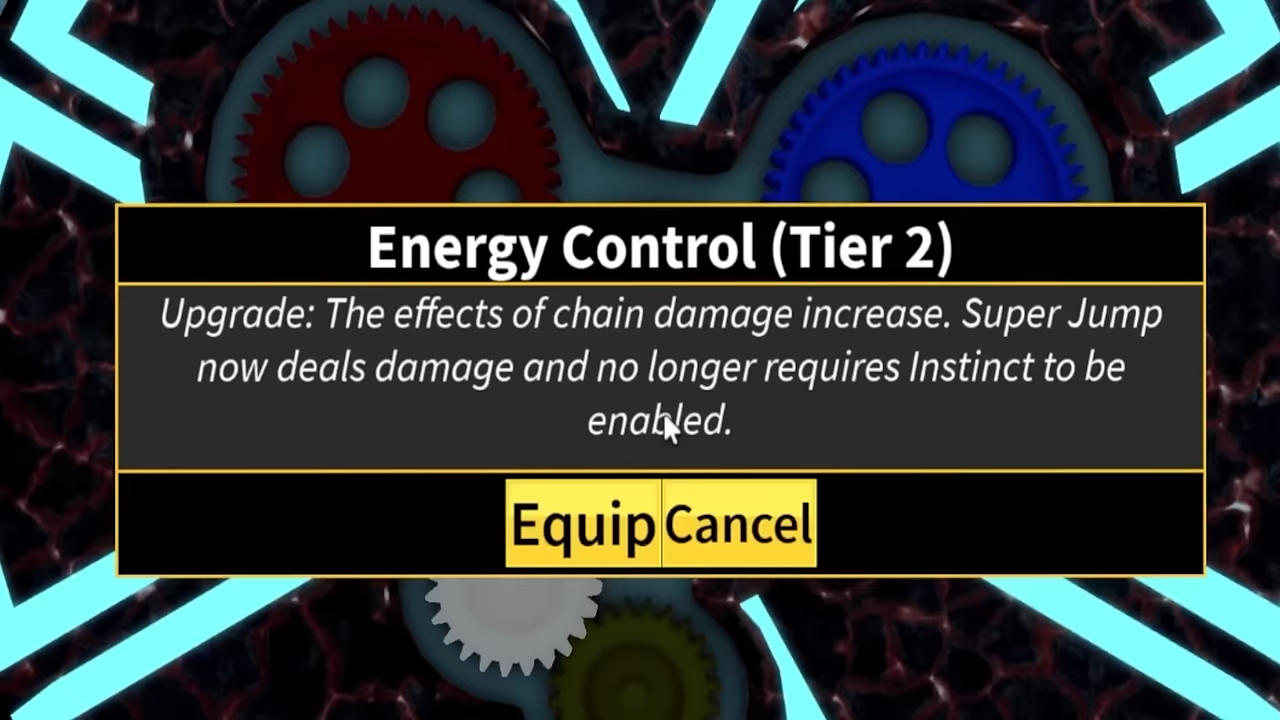 Energy Control (Tier 2)
Upgrade: The effects of chain damage increase. Super Jump
now deals damage and no longer requires Instinct to be
enabled.
Equip Cancel